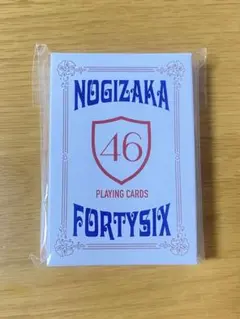 NOGIZAKA
46
PLAYING CARDS
FORTYSIX